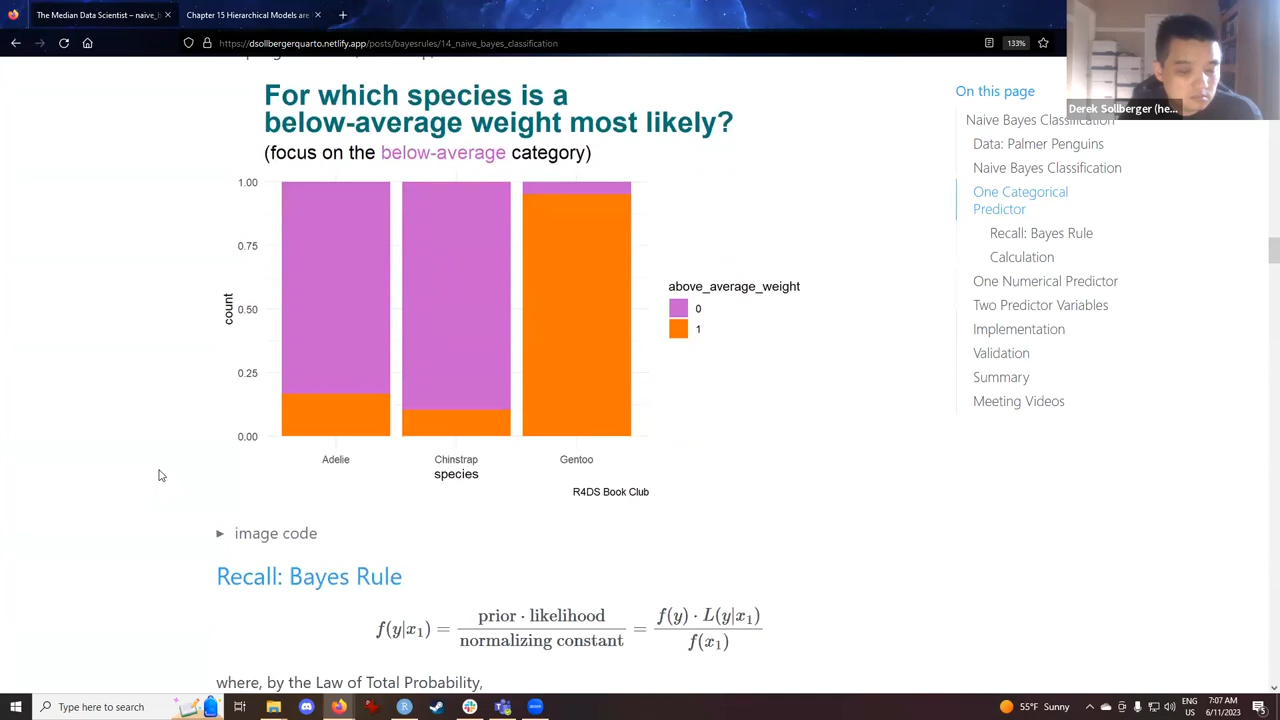 The Median Data Scientist – naive_b
Chapter 15 Hierarchical Models are
https://dsollbergerquarto.netlify.app/posts/bayesrules/14_naive_bayes_classification
133%
Derek Sollberger (he...
For which species is a
below-average weight most likely?
(focus on the below-average category)
1.00
0.75
0.50
0.25
0.00
count
Adelie
Chinstrap
Gentoo
species
above_average_weight
0
1
R4DS Book Club
image code
Recall: Bayes Rule
f(y|x₁) = prior · likelihood / normalizing constant = f(y) · L(y|x₁) / f(x₁)
where, by the Law of Total Probability,
On this page
Naive Bayes Classification
Data: Palmer Penguins
Naive Bayes Classification
One Categorical
Predictor
Recall: Bayes Rule
Calculation
One Numerical Predictor
Two Predictor Variables
Implementation
Validation
Summary
Meeting Videos
Type here to search
55°F Sunny
ENG
US
7:07 AM
6/11/2023